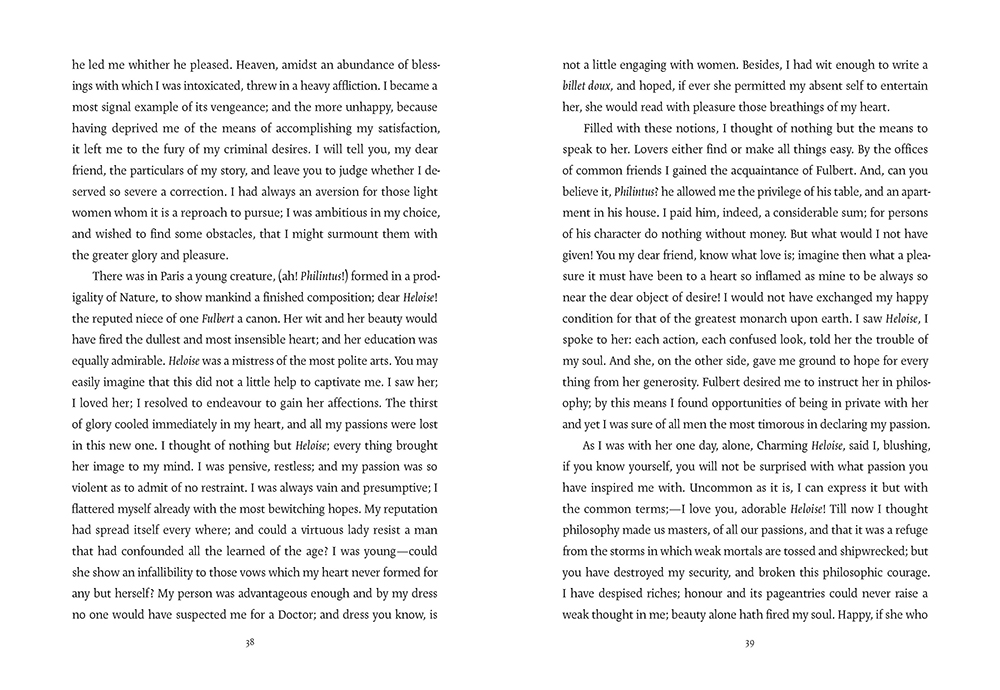 he led me whither he pleased. Heaven, amidst an abundance of bless-
ings with which I was intoxicated, threw in a heavy affliction. I became a
most signal example of its vengeance; and the more unhappy, because
having deprived me of the means of accomplishing my satisfaction,
it left me to the fury of my criminal desires. I will tell you, my dear
friend, the particulars of my story, and leave you to judge whether I de-
served so severe a correction. I had always an aversion for those light
women whom it is a reproach to pursue; I was ambitious in my choice,
and wished to find some obstacles, that I might surmount them with
the greater glory and pleasure.
There was in Paris a young creature, (ah! Philintus!) formed in a prod-
igality of Nature, to show mankind a finished composition; dear Heloise!
the reputed niece of one Fulbert a canon. Her wit and her beauty would
have fired the dullest and most insensible heart; and her education was
equally admirable. Heloise was a mistress of the most polite arts. You may
easily imagine that this did not a little help to captivate me. I saw her;
I loved her; I resolved to endeavour to gain her affections. The thirst
of glory cooled immediately in my heart, and all my passions were lost
in this new one. I thought of nothing but Heloise; every thing brought
her image to my mind. I was pensive, restless; and my passion was so
violent as to admit of no restraint. I was always vain and presumptive; I
flattered myself already with the most bewitching hopes. My reputation
had spread itself every where; and could a virtuous lady resist a man
that had confounded all the learned of the age? I was young—could
she show an infallibility to those vows which my heart never formed for
any but herself? My person was advantageous enough and by my dress
no one would have suspected me for a Doctor; and dress you know, is
38
not a little engaging with women. Besides, I had wit enough to write a
billet doux, and hoped, if ever she permitted my absent self to entertain
her, she would read with pleasure those breathings of my heart.
Filled with these notions, I thought of nothing but the means to
speak to her. Lovers either find or make all things easy. By the offices
of common friends I gained the acquaintance of Fulbert. And, can you
believe it, Philintus? he allowed me the privilege of his table, and an apart-
ment in his house. I paid him, indeed, a considerable sum; for persons
of his character do nothing without money. But what would I not have
given! You my dear friend, know what love is; imagine then what a plea-
sure it must have been to a heart so inflamed as mine to be always so
near the dear object of desire! I would not have exchanged my happy
condition for that of the greatest monarch upon earth. I saw Heloise, I
spoke to her: each action, each confused look, told her the trouble of
my soul. And she, on the other side, gave me ground to hope for every
thing from her generosity. Fulbert desired me to instruct her in philos-
ophy; by this means I found opportunities of being in private with her
and yet I was sure of all men the most timorous in declaring my passion.
As I was with her one day, alone, Charming Heloise, said I, blushing,
if you know yourself, you will not be surprised with what passion you
have inspired me with. Uncommon as it is, I can express it but with
the common terms;—I love you, adorable Heloise! Till now I thought
philosophy made us masters, of all our passions, and that it was a refuge
from the storms in which weak mortals are tossed and shipwrecked; but
you have destroyed my security, and broken this philosophic courage.
I have despised riches; honour and its pageantries could never raise a
weak thought in me; beauty alone hath fired my soul. Happy, if she who
39